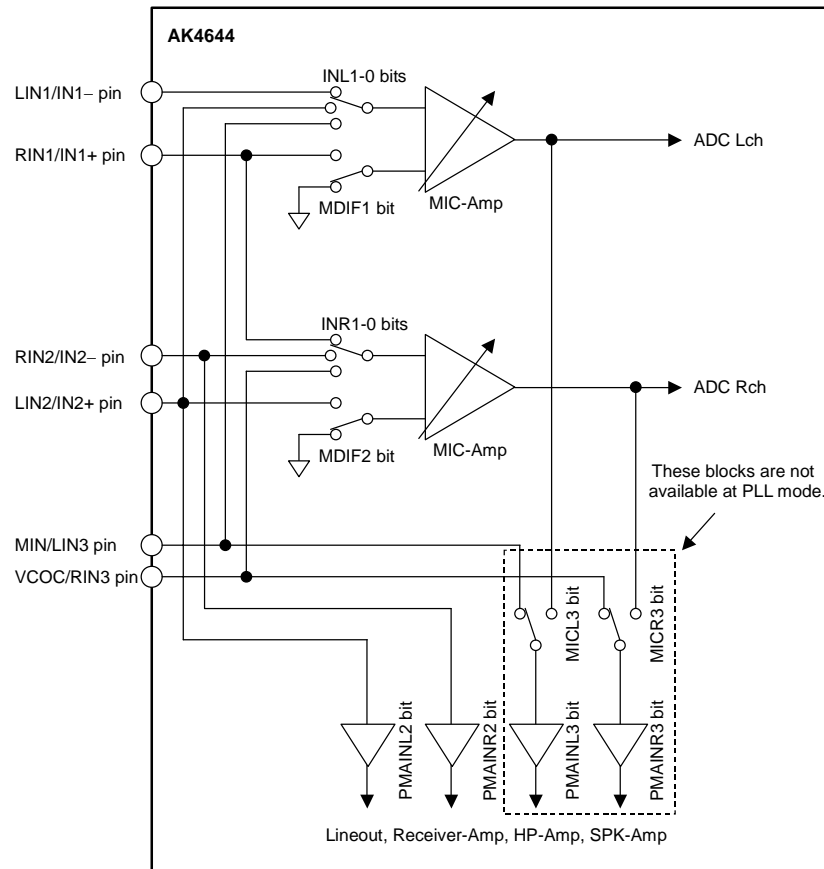 AK4644
LIN1/IN1− pin
INL1-0 bits
ADC Lch
RIN1/IN1+ pin
MDIF1 bit
MIC-Amp
INR1-0 bits
RIN2/IN2− pin
ADC Rch
LIN2/IN2+ pin
MDIF2 bit
MIC-Amp
These blocks are not
available at PLL mode.
MIN/LIN3 pin
VCOC/RIN3 pin
MICL3 bit
MICR3 bit
PMAINL2 bit
PMAINR2 bit
PMAINL3 bit
PMAINR3 bit
Lineout, Receiver-Amp, HP-Amp, SPK-Amp